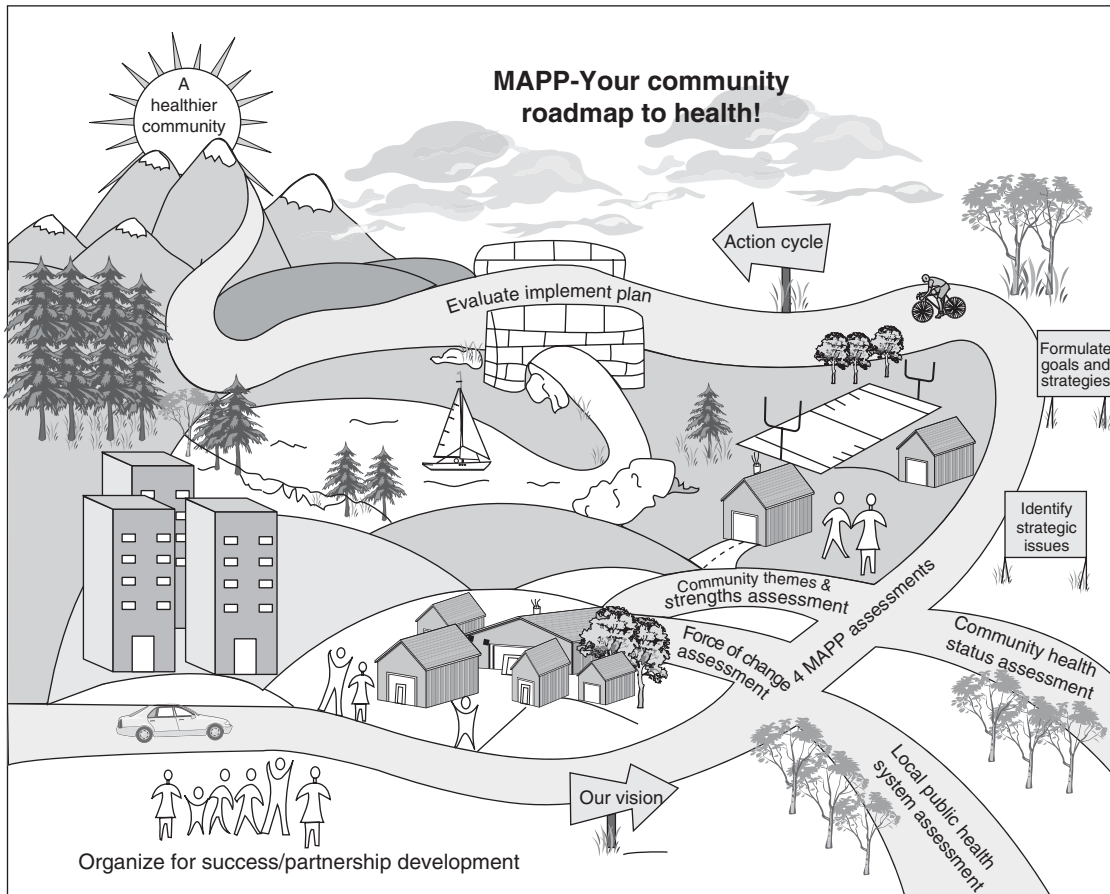 A
healthier
community
MAPP-Your community
roadmap to health!
Action cycle
Evaluate implement plan
Formulate
goals and
strategies
Identify
strategic
issues
Community themes &
strengths assessment
Force of change
assessment
4 MAPP assessments
Community health
status assessment
Local public health
system assessment
Our vision
Organize for success/partnership development